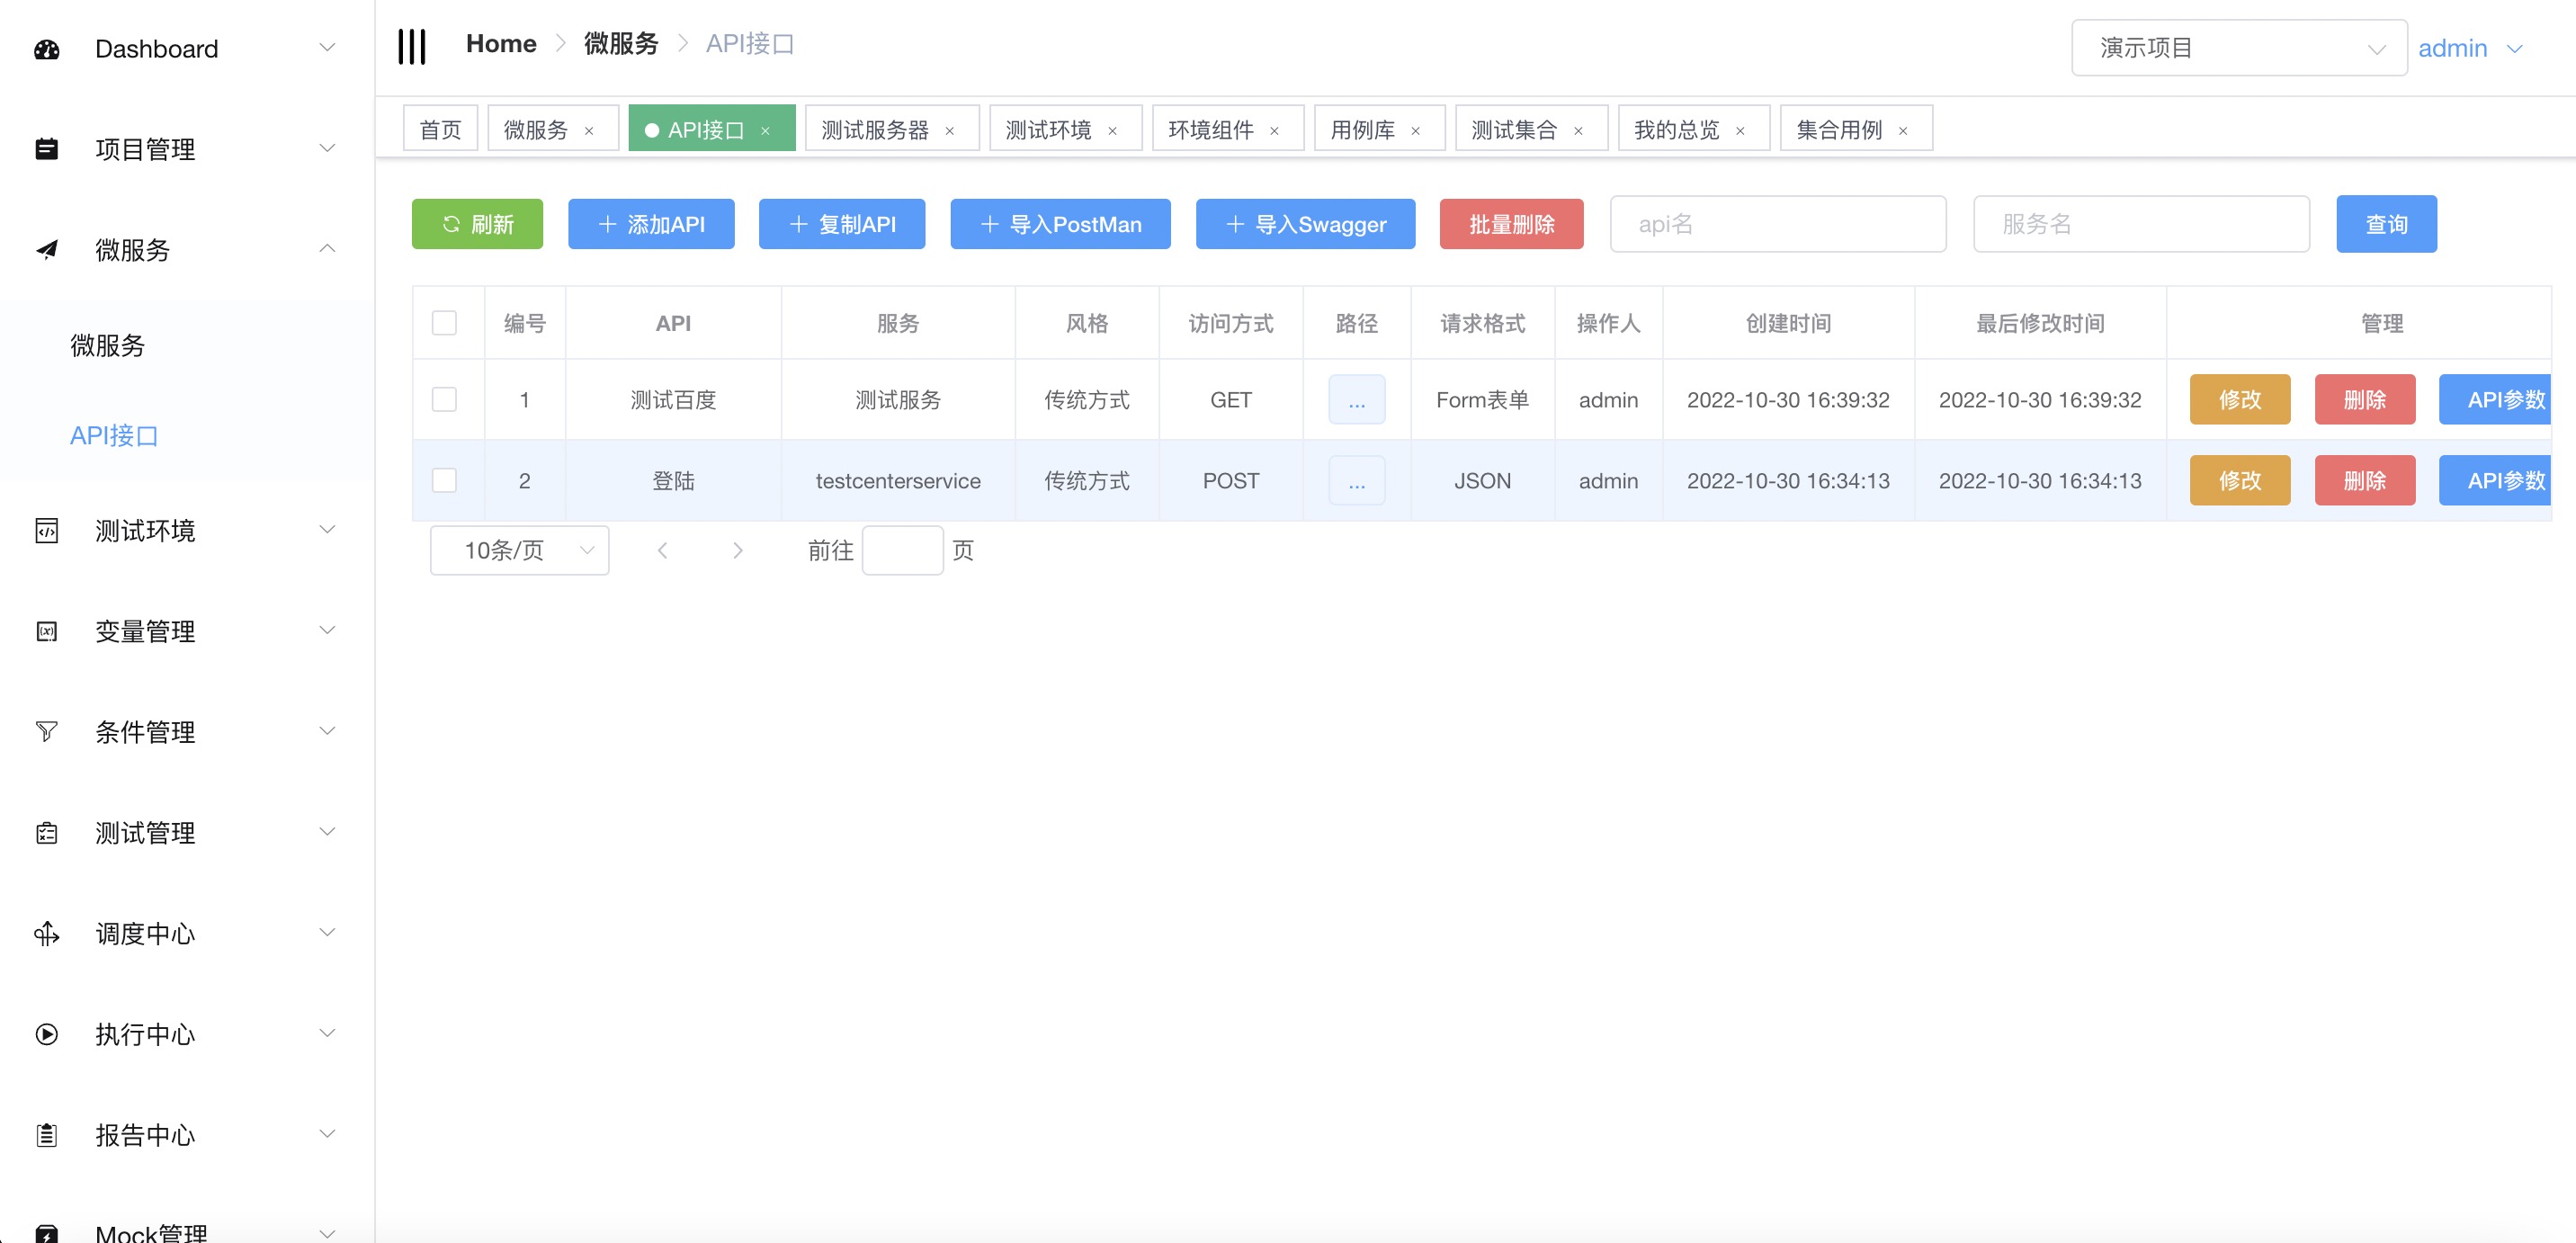 Dashboard
项目管理
微服务
微服务
API接口
测试环境
变量管理
条件管理
测试管理
调度中心
执行中心
报告中心
Mock管理
Home 微服务 API接口
演示项目 admin
首页 微服务 × API接口 × 测试服务器 × 测试环境 × 环境组件 × 用例库 × 测试集合 × 我的总览 × 集合用例 ×
刷新 + 添加API + 复制API + 导入PostMan + 导入Swagger 批量删除 api名 服务名 查询
编号 API 服务 风格 访问方式 路径 请求格式 操作人 创建时间 最后修改时间 管理
1 测试百度 测试服务 传统方式 GET ... Form表单 admin 2022-10-30 16:39:32 2022-10-30 16:39:32 修改 删除 API参数
2 登陆 testcenterservice 传统方式 POST ... JSON admin 2022-10-30 16:34:13 2022-10-30 16:34:13 修改 删除 API参数
10条/页 前往 页